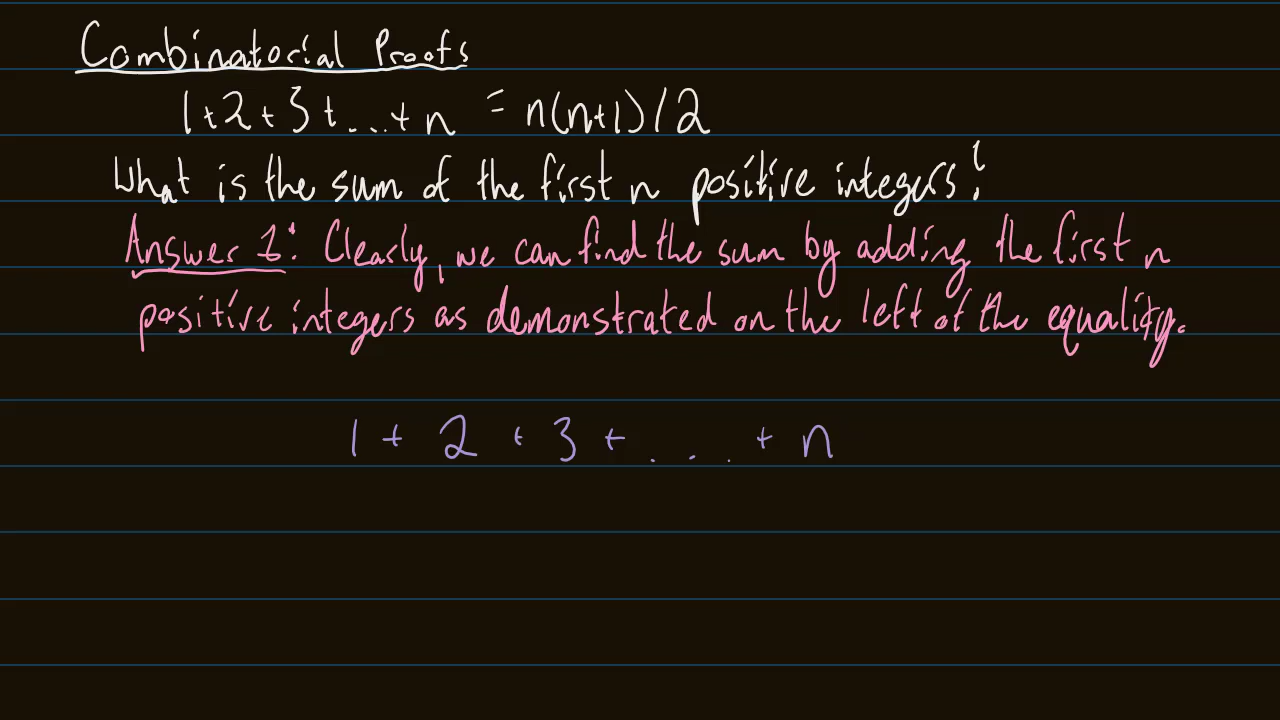 Combinatorial Proofs
1+2+3+...+n = n(n+1)/2
What is the sum of the first n positive integers?
Answer 1: Clearly, we can find the sum by adding the first n
positive integers as demonstrated on the left of the equality.
1 + 2 + 3 + ... + n